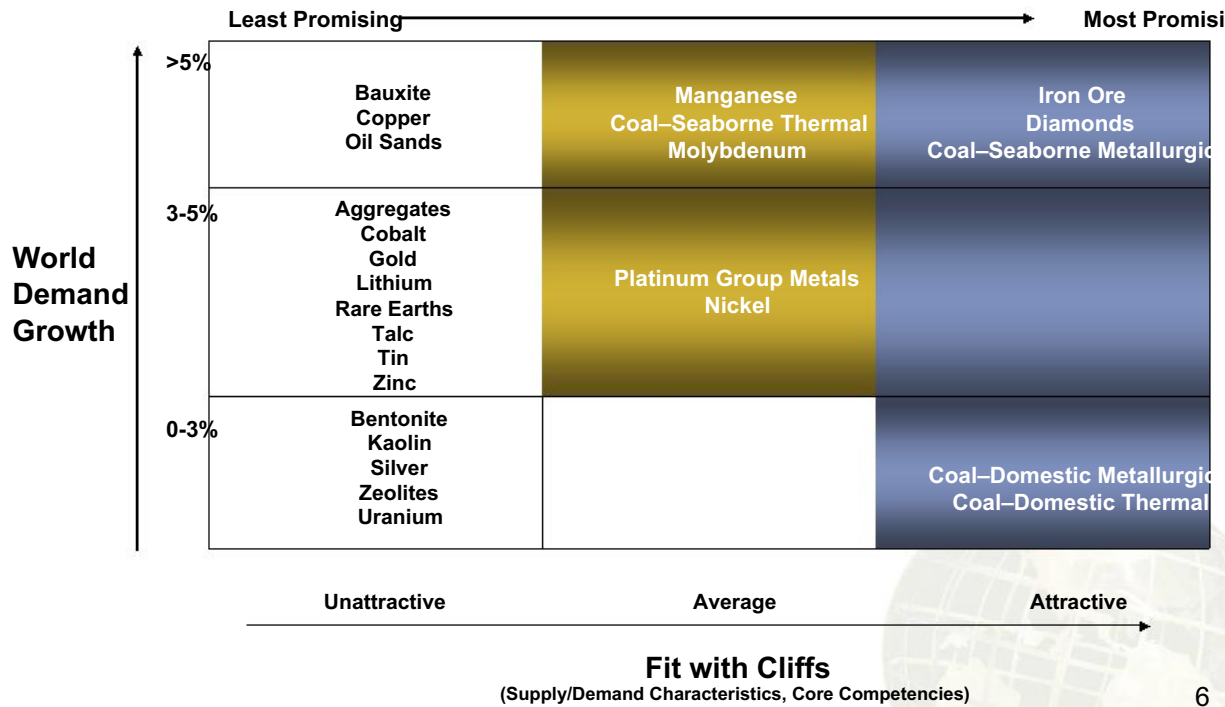 Least Promising
Most Promisi
>5%
Bauxite
Copper
Oil Sands
Manganese
Coal–Seaborne Thermal
Molybdenum
Iron Ore
Diamonds
Coal–Seaborne Metallurgic
3-5%
Aggregates
Cobalt
Gold
Lithium
Rare Earths
Talc
Tin
Zinc
Platinum Group Metals
Nickel
World
Demand
Growth
0-3%
Bentonite
Kaolin
Silver
Zeolites
Uranium
Coal–Domestic Metallurgic
Coal–Domestic Thermal
Unattractive
Average
Attractive
Fit with Cliffs
(Supply/Demand Characteristics, Core Competencies)
6